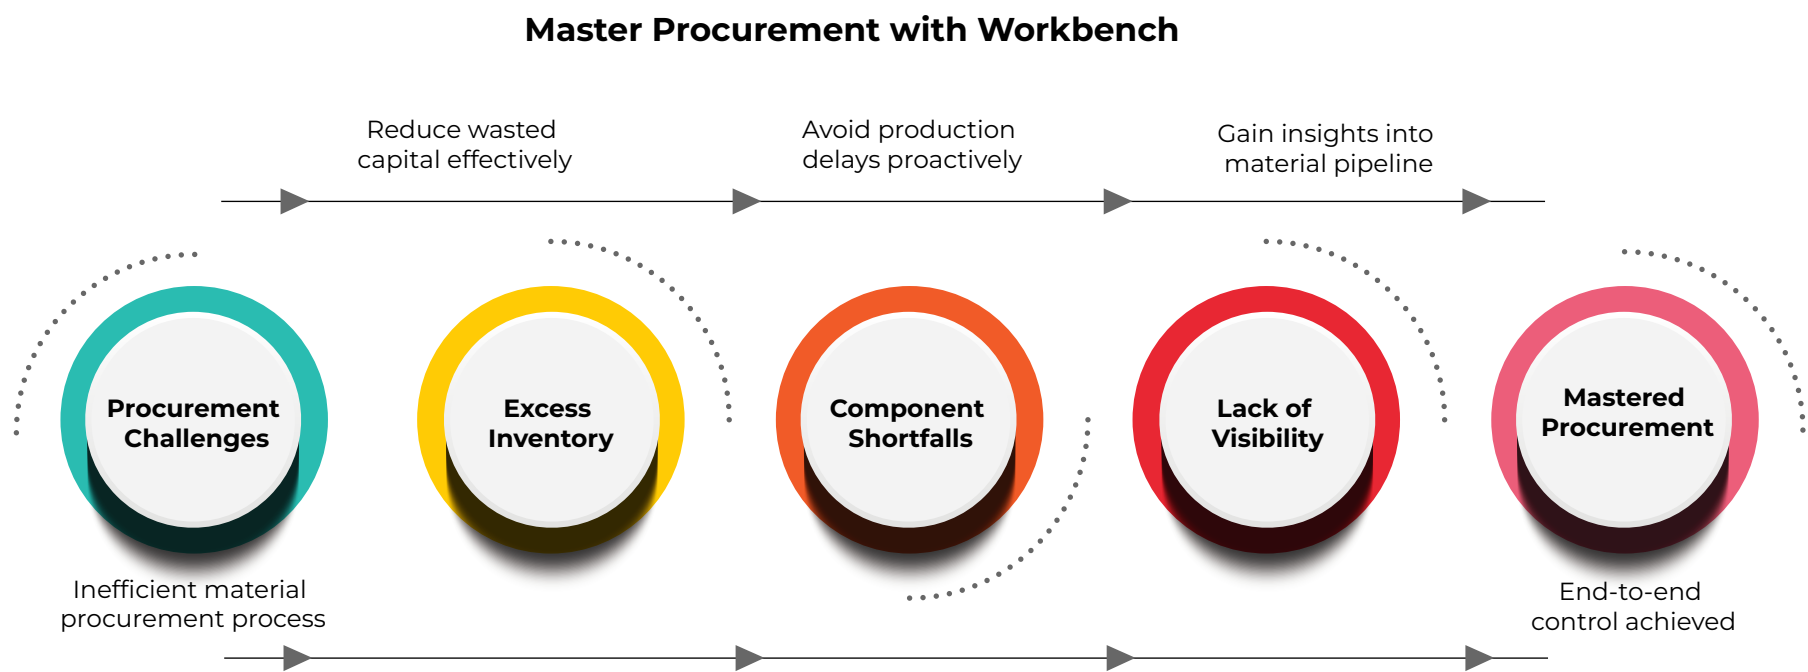 Master Procurement with Workbench
Reduce wasted
capital effectively
Avoid production
delays proactively
Gain insights into
material pipeline
Procurement
Challenges
Excess
Inventory
Component
Shortfalls
Lack of
Visibility
Mastered
Procurement
Inefficient material
procurement process
End-to-end
control achieved